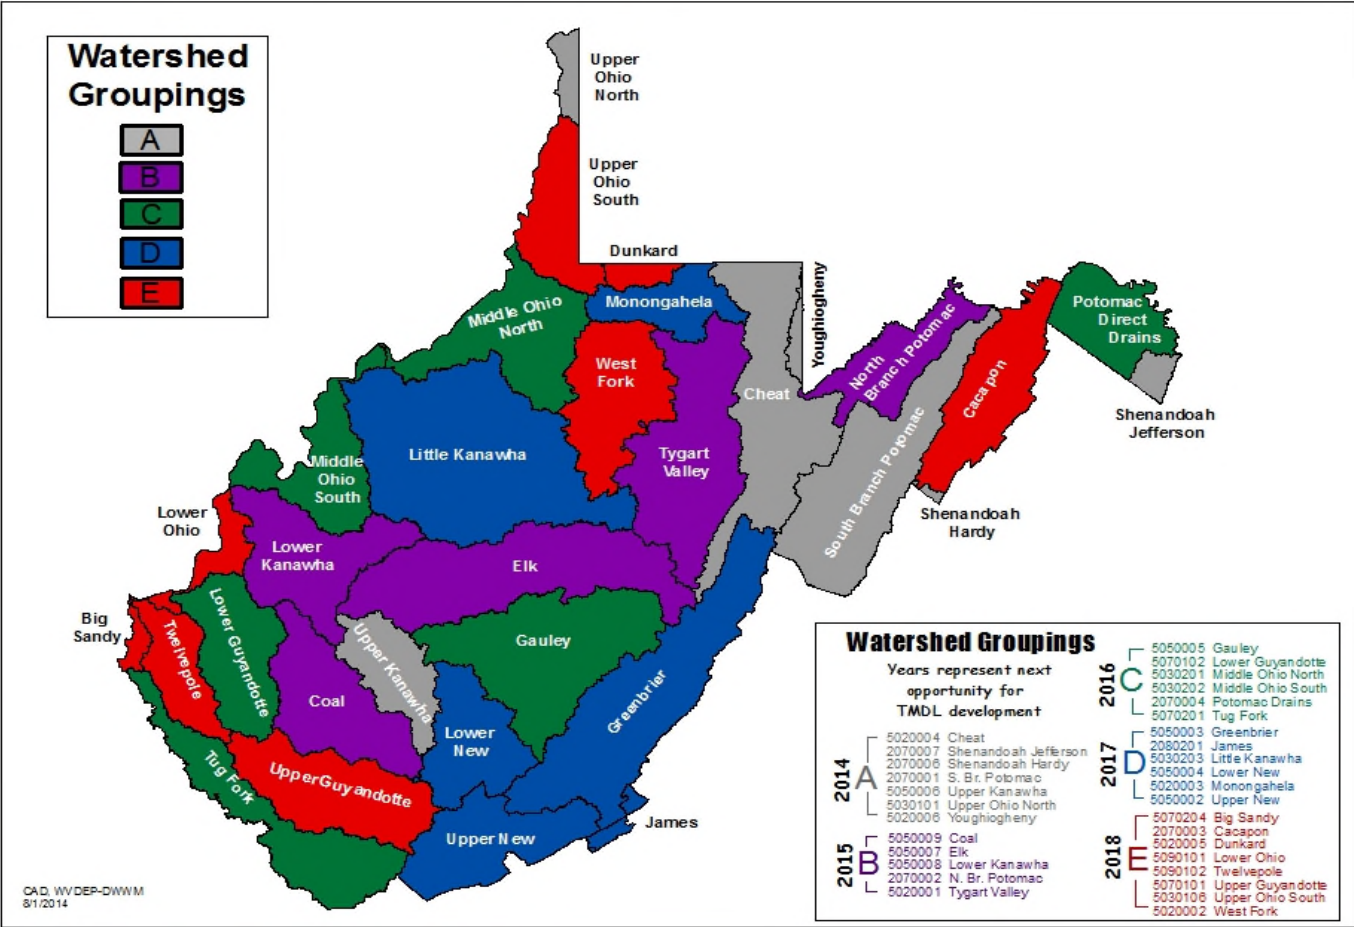 Watershed
Groupings
A
B
C
D
E
Upper
Ohio
North
Upper
Ohio
South
Dunkard
Monongahela
Youghiogheny
Middle Ohio
North
West
Fork
Cheat
North
Branch Potomac
Cacapon
Potomac
Direct
Drains
Shenandoah
Jefferson
Little Kanawha
Tygart
Valley
South Branch Potomac
Shenandoah
Hardy
Middle
Ohio
South
Lower
Ohio
Lower
Kanawha
Elk
Big
Sandy
Twelvepole
Lower Guyandotte
Upper Kanawha
Gauley
Coal
Greenbrier
Lower
New
Tug Fork
Upper Guyandotte
Upper New
James
Watershed Groupings
Years represent next
opportunity for
TMDL development
2014
A
5020004 Cheat
2070007 Shenandoah Jefferson
2070006 Shenandoah Hardy
2070001 S. Br. Potomac
5050006 Upper Kanawha
5030101 Upper Ohio North
5020006 Youghiogheny
2015
B
5050009 Coal
5050007 Elk
5050008 Lower Kanawha
2070002 N. Br. Potomac
5020001 Tygart Valley
2016
C
5050005 Gauley
5070102 Lower Guyandotte
5030201 Middle Ohio North
5030202 Middle Ohio South
2070004 Potomac Drains
5070201 Tug Fork
2017
D
5050003 Greenbrier
2080201 James
5030203 Little Kanawha
5050004 Lower New
5020003 Monongahela
5050002 Upper New
2018
E
5070204 Big Sandy
2070003 Cacapon
5020005 Dunkard
5090101 Lower Ohio
5090102 Twelvepole
5070101 Upper Guyandotte
5030106 Upper Ohio South
5020002 West Fork
CAD, WVDEP-DWWM
8/1/2014